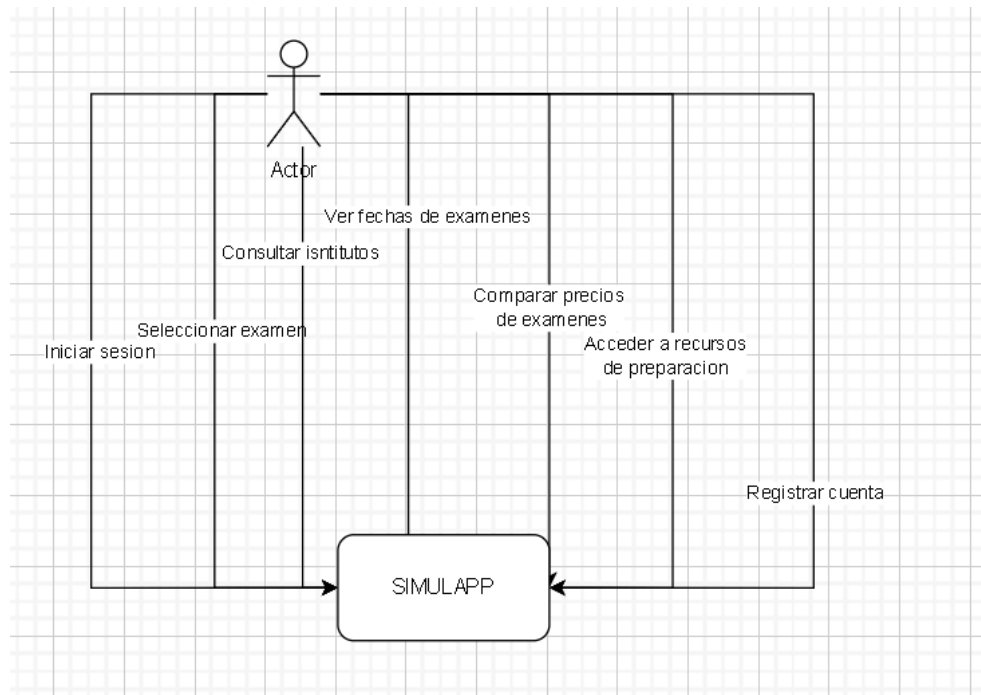 Actor
Ver fechas de examenes
Consultar isntitutos
Comparar precios
de examenes
Seleccionar examen
Iniciar sesion
Acceder a recursos
de preparacion
Registrar cuenta
SIMULAPP